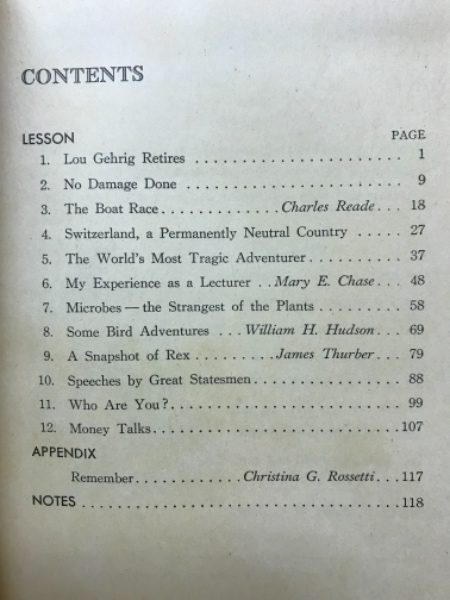 CONTENTS
LESSON PAGE
1. Lou Gehrig Retires ...................... 1
2. No Damage Done ....................... 9
3. The Boat Race.............Charles Reade... 18
4. Switzerland, a Permanently Neutral Country ..... 27
5. The World's Most Tragic Adventurer.......... 37
6. My Experience as a Lecturer ..Mary E. Chase... 48
7. Microbes—the Strangest of the Plants ......... 58
8. Some Bird Adventures ...William H. Hudson... 69
9. A Snapshot of Rex.........James Thurber... 79
10. Speeches by Great Statesmen................ 88
11. Who Are You?......................... 99
12. Money Talks...........................107
APPENDIX
Remember............Christina G. Rossetti...117
NOTES ..................................118